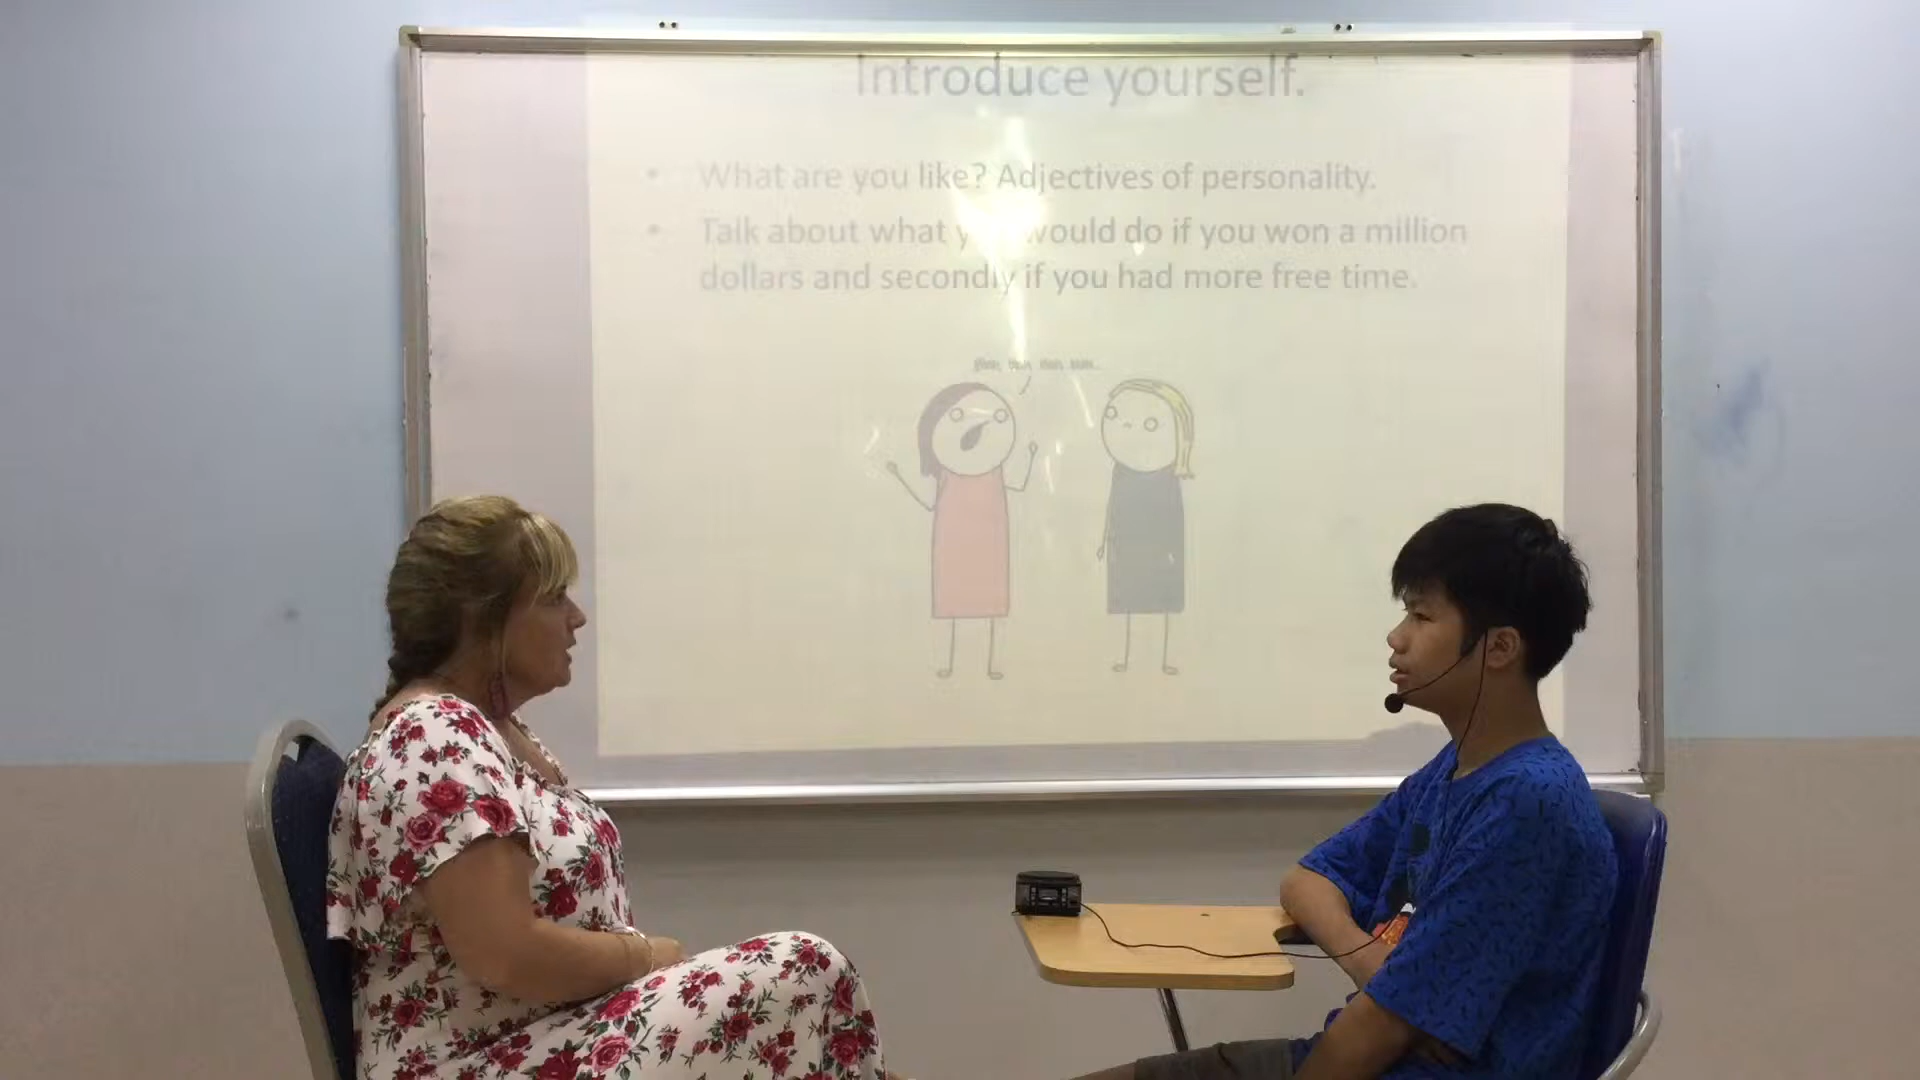 Introduce yourself.
• What are you like? Adjectives of personality.
• Talk about what you would do if you won a million
dollars and secondly if you had more free time.